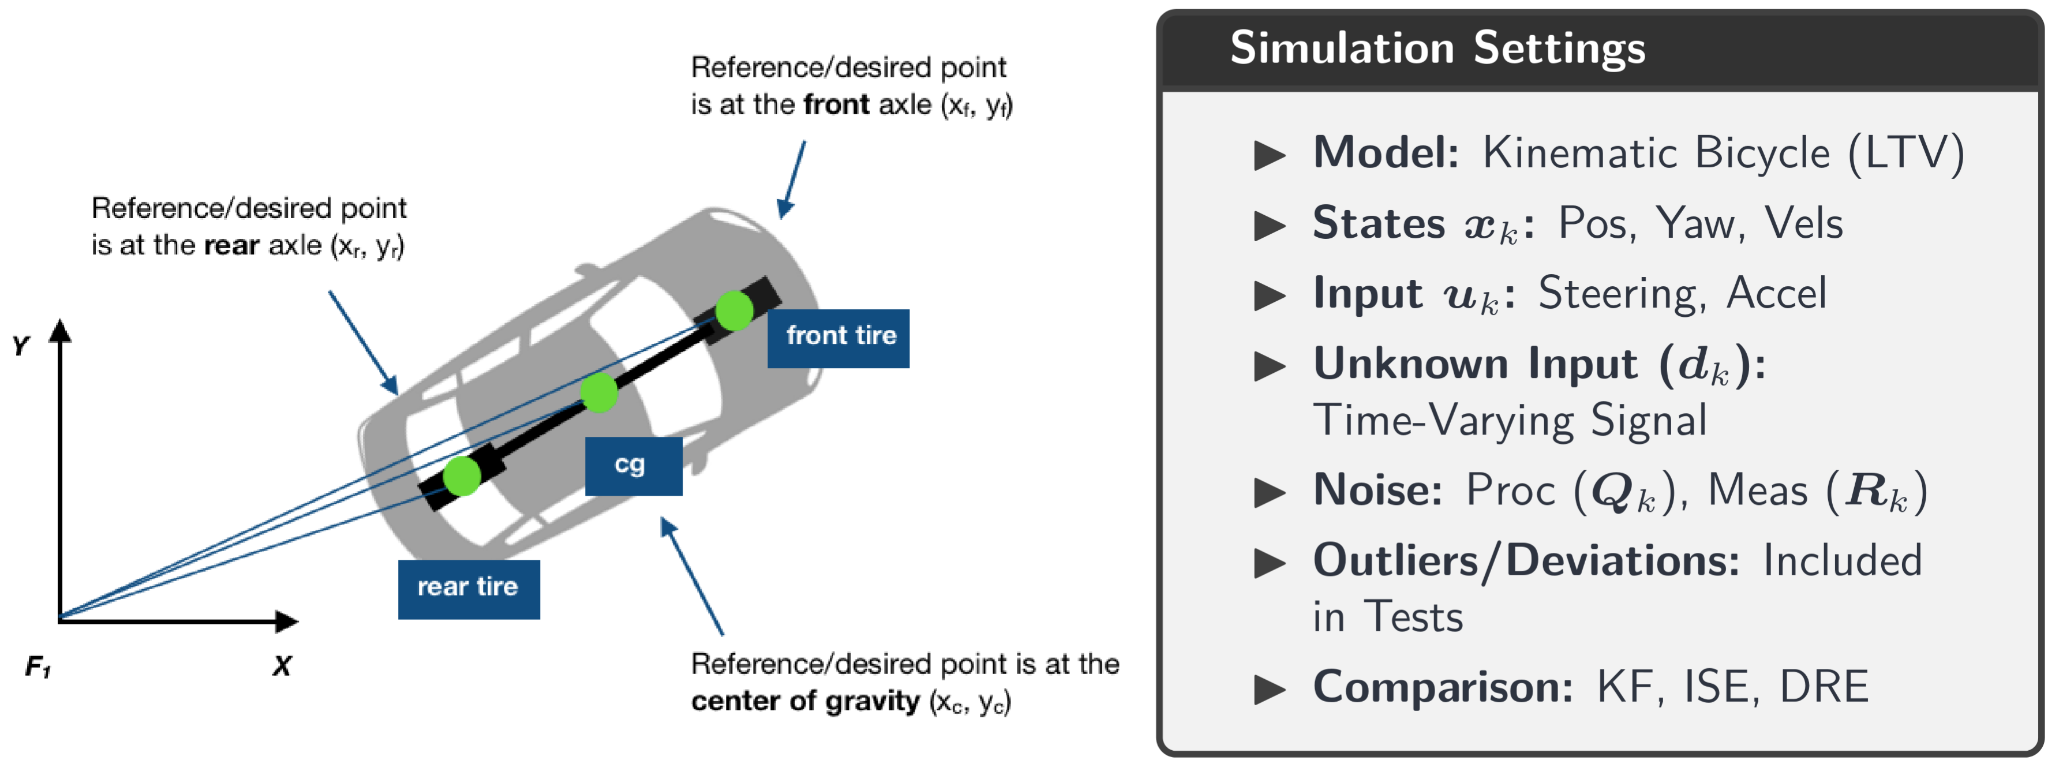 Reference/desired point
is at the front axle (xf, yf)
Reference/desired point
is at the rear axle (xr, yr)
Y
front tire
cg
rear tire
F1
X
Reference/desired point is at the
center of gravity (xc, yc)
Simulation Settings
▶ Model: Kinematic Bicycle (LTV)
▶ States xk: Pos, Yaw, Vels
▶ Input uk: Steering, Accel
▶ Unknown Input (dk):
Time-Varying Signal
▶ Noise: Proc (Qk), Meas (Rk)
▶ Outliers/Deviations: Included
in Tests
▶ Comparison: KF, ISE, DRE